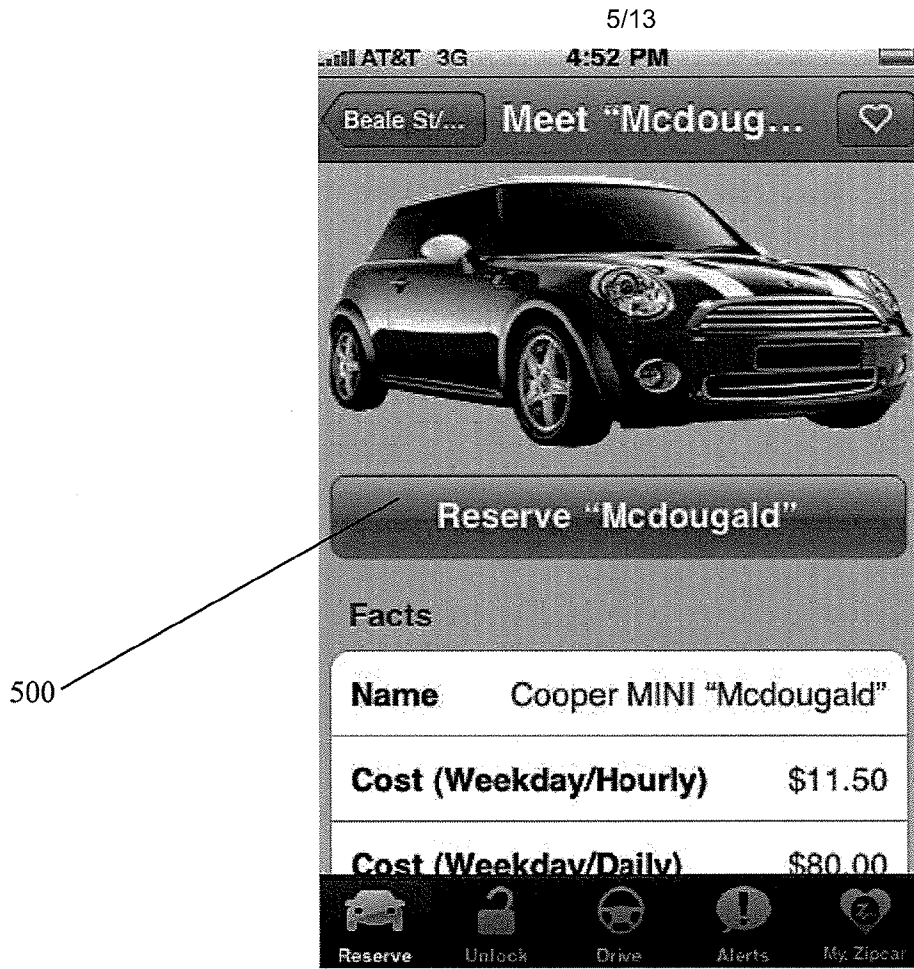 5/13
AT&T 3G 4:52 PM
Beale St/... Meet “Mcdoug... 
Reserve “Mcdougald”
Facts
500
Name Cooper MINI “Mcdougald”
Cost (Weekday/Hourly) $11.50
Cost (Weekday/Daily) $80.00
Reserve Unlock Drive Alerts My Zipcar